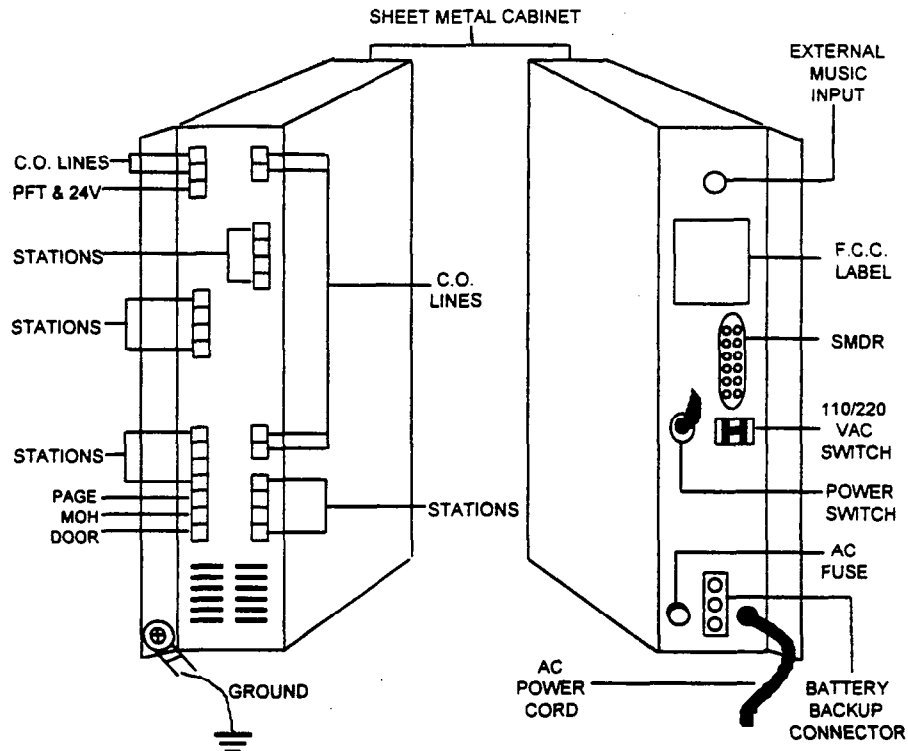 SHEET METAL CABINET
EXTERNAL
MUSIC
INPUT
C.O. LINES
PFT & 24V
STATIONS
F.C.C.
LABEL
C.O.
LINES
STATIONS
SMDR
110/220
VAC
SWITCH
STATIONS
PAGE
MOH
DOOR
STATIONS
POWER
SWITCH
AC
FUSE
GROUND
AC
POWER
CORD
BATTERY
BACKUP
CONNECTOR